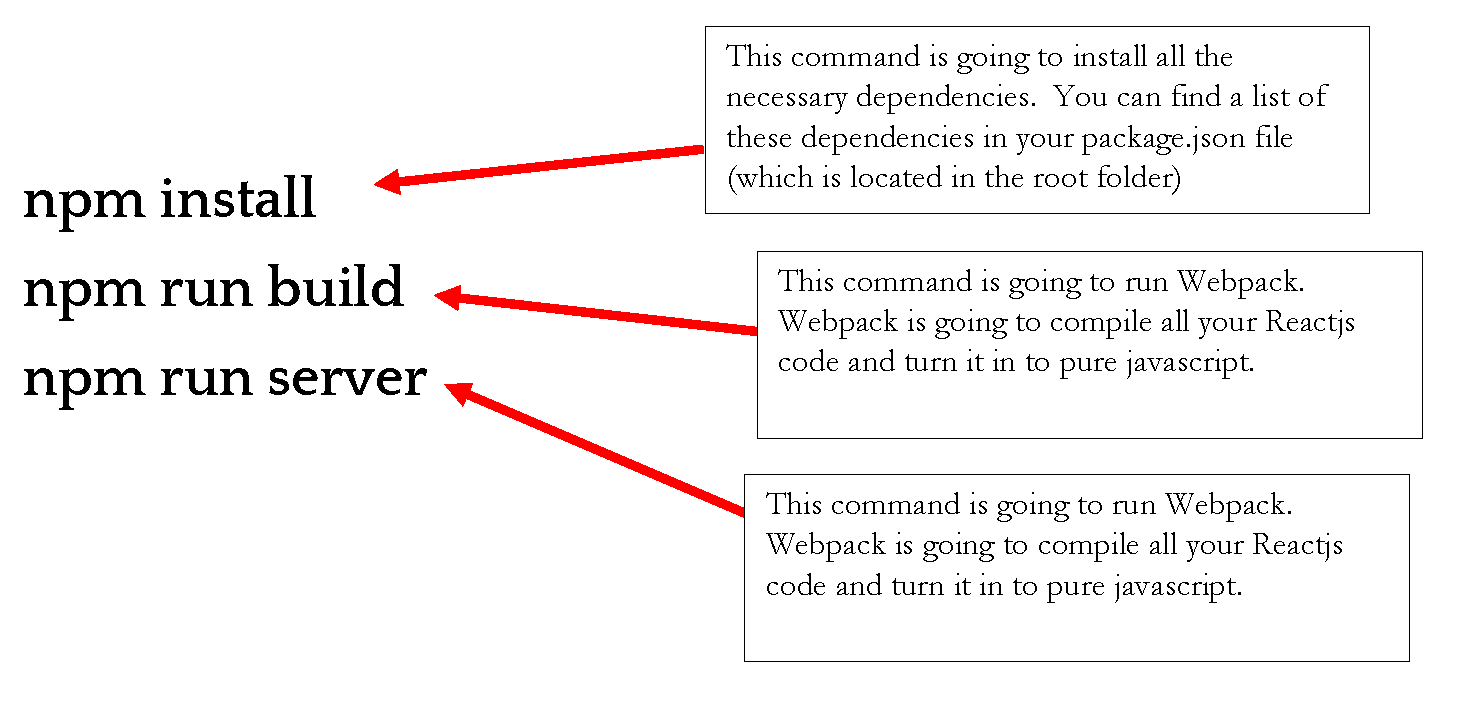 This command is going to install all the
necessary dependencies.  You can find a list of
these dependencies in your package.json file
(which is located in the root folder)
npm install
npm run build
This command is going to run Webpack.
Webpack is going to compile all your Reactjs
code and turn it in to pure javascript.
npm run server
This command is going to run Webpack.
Webpack is going to compile all your Reactjs
code and turn it in to pure javascript.